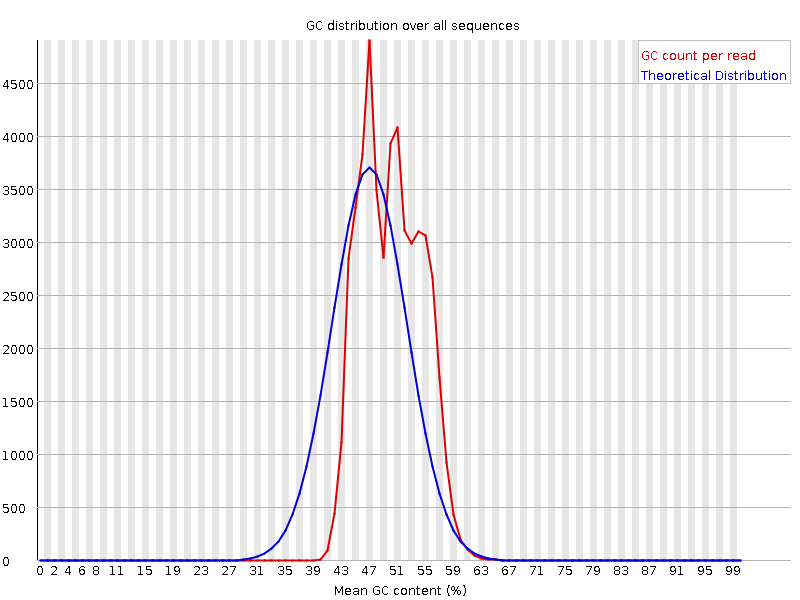 GC distribution over all sequences
GC count per read
Theoretical Distribution
4500
4000
3500
3000
2500
2000
1500
1000
500
0
0 2 4 6 8 11 15 19 23 27 31 35 39 43 47 51 55 59 63 67 71 75 79 83 87 91 95 99
Mean GC content (%)